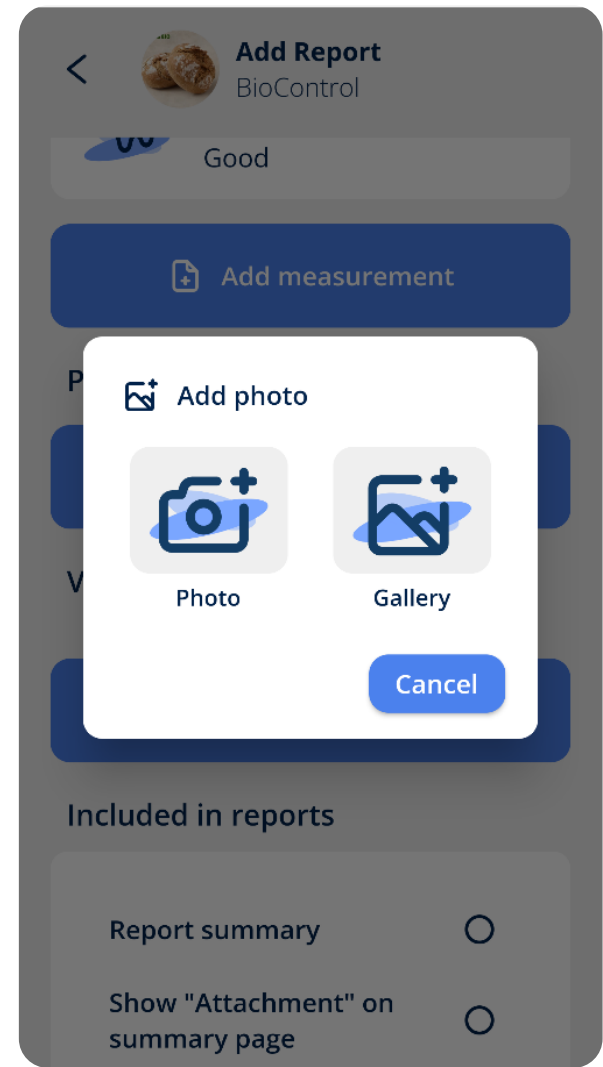 Add Report
BioControl
Good
Add measurement
P
Add photo
Photo
Gallery
V
Cancel
Included in reports
Report summary
Show "Attachment" on
summary page